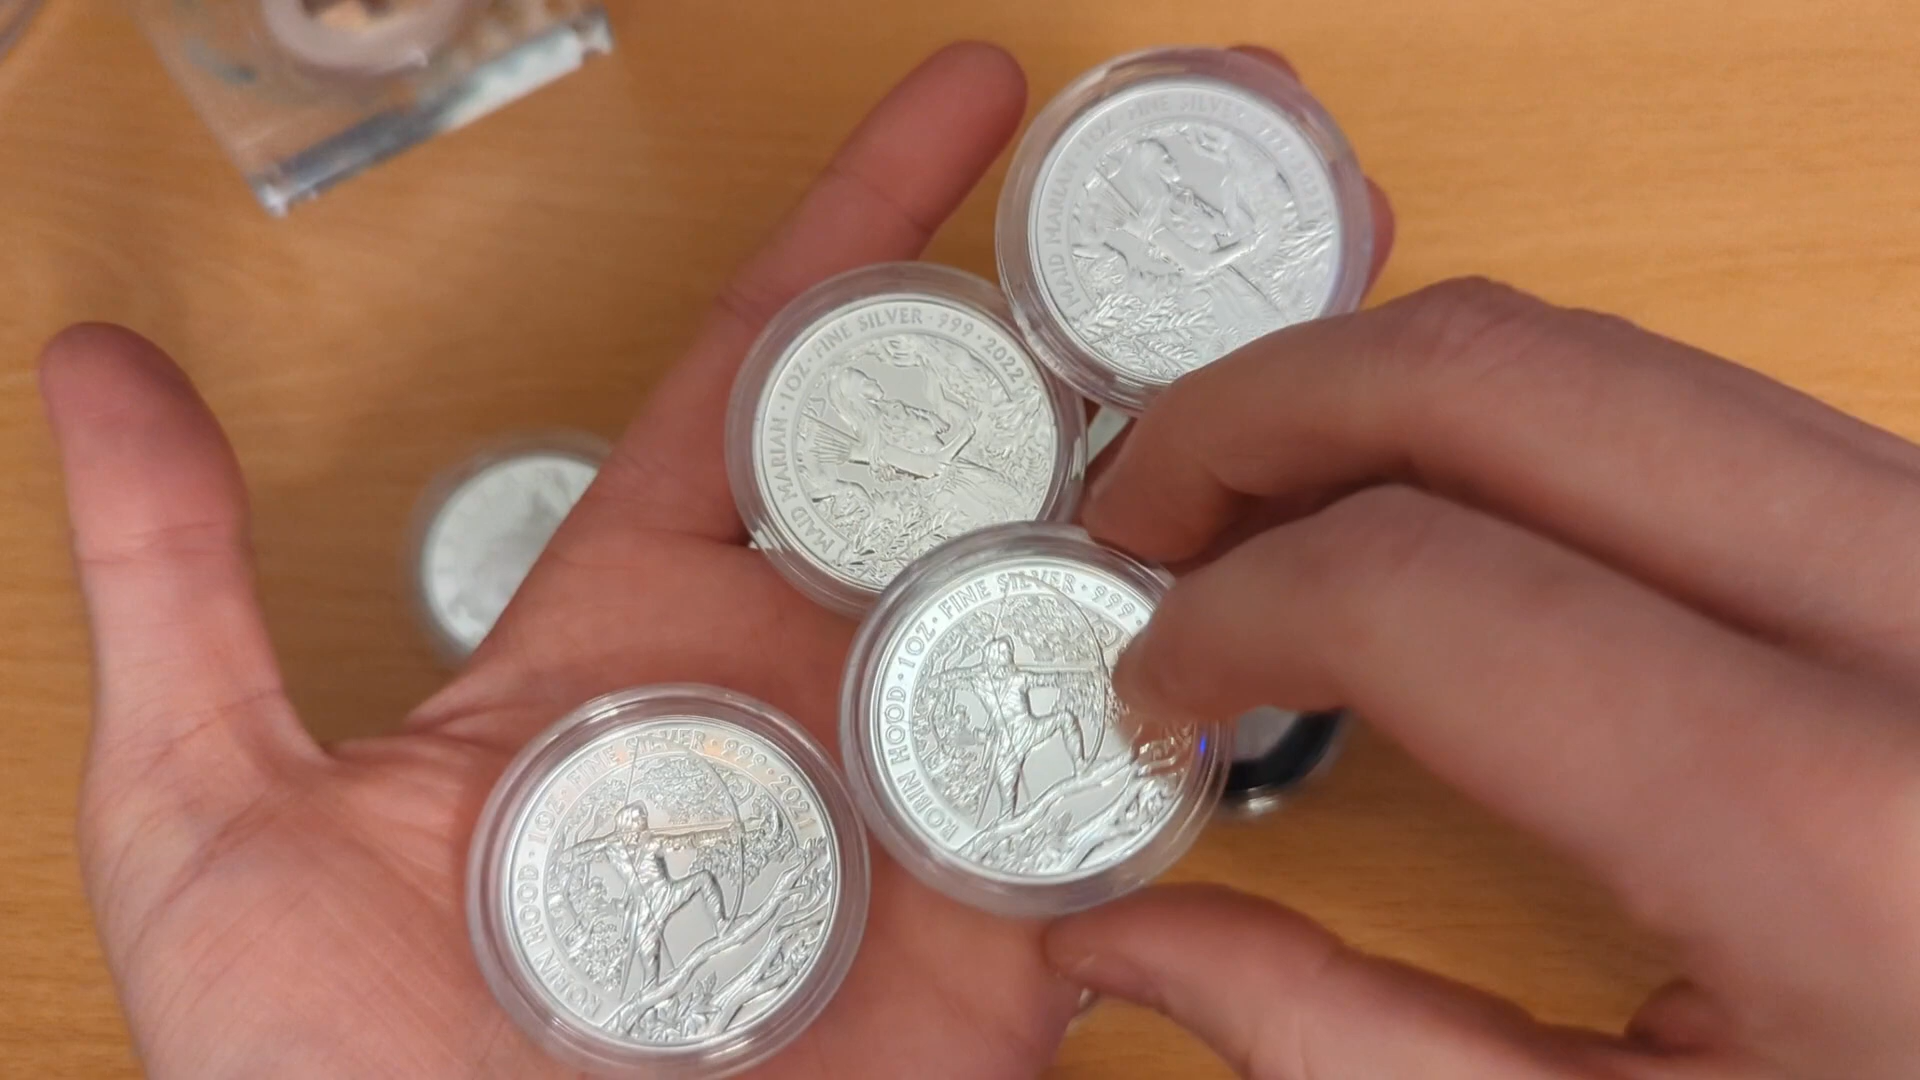 MAID MARIAN · 1OZ · FINE SILVER · 999 · 2022
MAID MARIAN · 1OZ · FINE SILVER · 999 · 2022
ROBIN HOOD · 1OZ · FINE SILVER · 999 ·
ROBIN HOOD · 1OZ · FINE SILVER · 999 · 2021